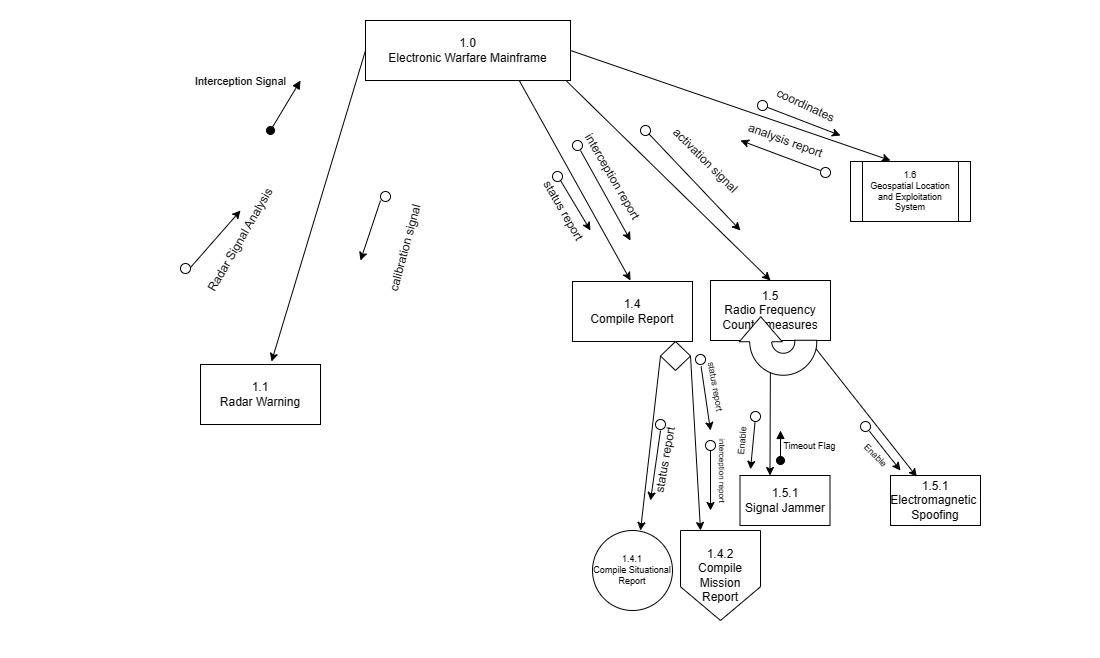 1.0
Electronic Warfare Mainframe
Interception Signal
coordinates
analysis report
activation signal
interception report
status report
Radar Signal Analysis
calibration signal
1.6
Geospatial Location
and Exploitation
System
1.4
Compile Report
1.5
Radio Frequency
Countermeasures
1.1
Radar Warning
status report
status report
interception report
Enable
Timeout Flag
Enable
1.5.1
Signal Jammer
1.5.1
Electromagnetic
Spoofing
1.4.1
Compile Situational
Report
1.4.2
Compile
Mission
Report